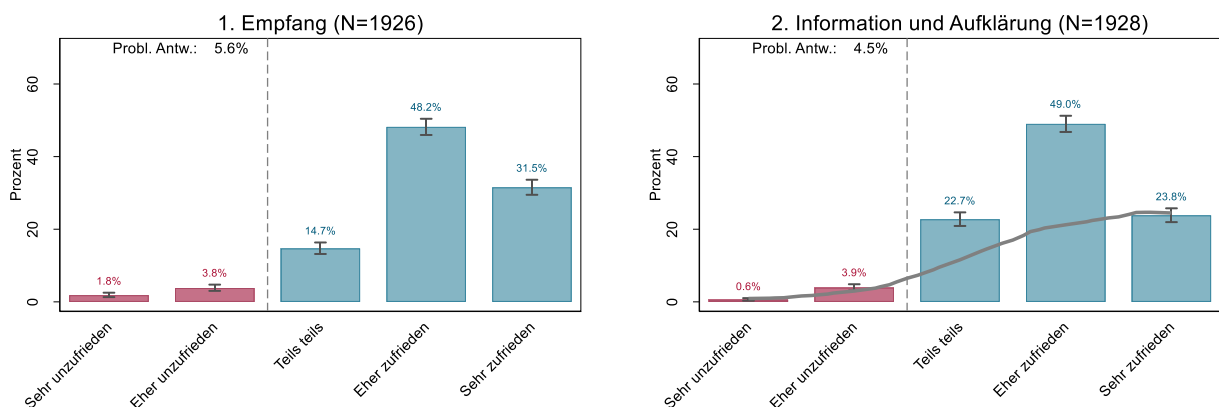 1. Empfang (N=1926)
Probl. Antw.: 5.6%
Prozent
60
40
20
0
1.8%
3.8%
14.7%
48.2%
31.5%
Sehr unzufrieden
Eher unzufrieden
Teils teils
Eher zufrieden
Sehr zufrieden
2. Information und Aufklärung (N=1928)
Probl. Antw.: 4.5%
Prozent
60
40
20
0
0.6%
3.9%
22.7%
49.0%
23.8%
Sehr unzufrieden
Eher unzufrieden
Teils teils
Eher zufrieden
Sehr zufrieden